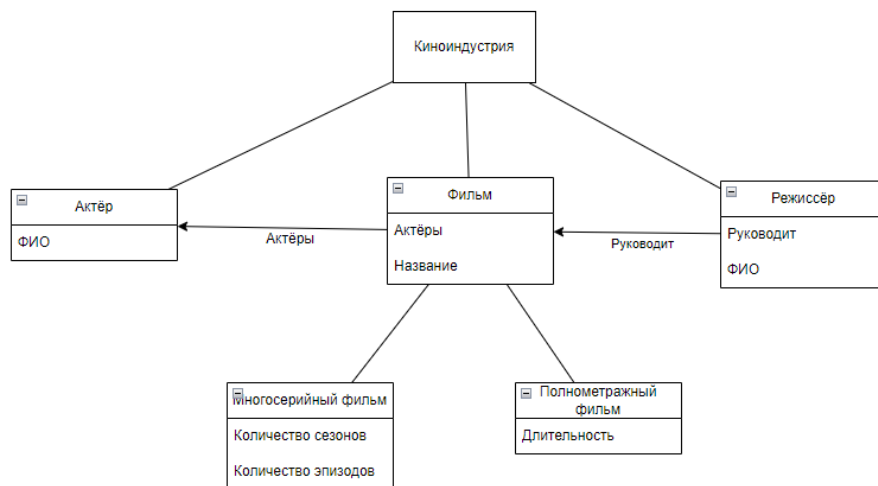 Киноиндустрия
Актёр
ФИО
Актёры
Фильм
Актёры
Название
Руководит
Режиссёр
Руководит
ФИО
Многосерийный фильм
Количество сезонов
Количество эпизодов
Полнометражный
фильм
Длительность